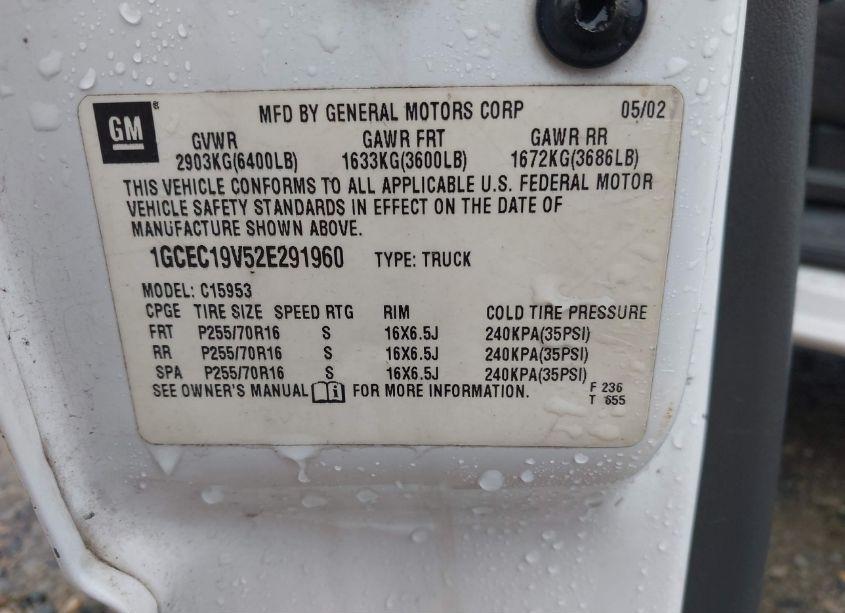 GM® MFD BY GENERAL MOTORS CORP 05/02
GVWR GAWR FRT GAWR RR
2903KG(6400LB) 1633KG(3600LB) 1672KG(3686LB)
THIS VEHICLE CONFORMS TO ALL APPLICABLE U.S. FEDERAL MOTOR
VEHICLE SAFETY STANDARDS IN EFFECT ON THE DATE OF
MANUFACTURE SHOWN ABOVE.
1GCEC19V52E291960 TYPE: TRUCK
MODEL: C15953
CPGE TIRE SIZE SPEED RTG RIM COLD TIRE PRESSURE
FRT P255/70R16 S 16X6.5J 240KPA(35PSI)
RR P255/70R16 S 16X6.5J 240KPA(35PSI)
SPA P255/70R16 S 16X6.5J 240KPA(35PSI)
SEE OWNER'S MANUAL i FOR MORE INFORMATION.
F 236
T 655